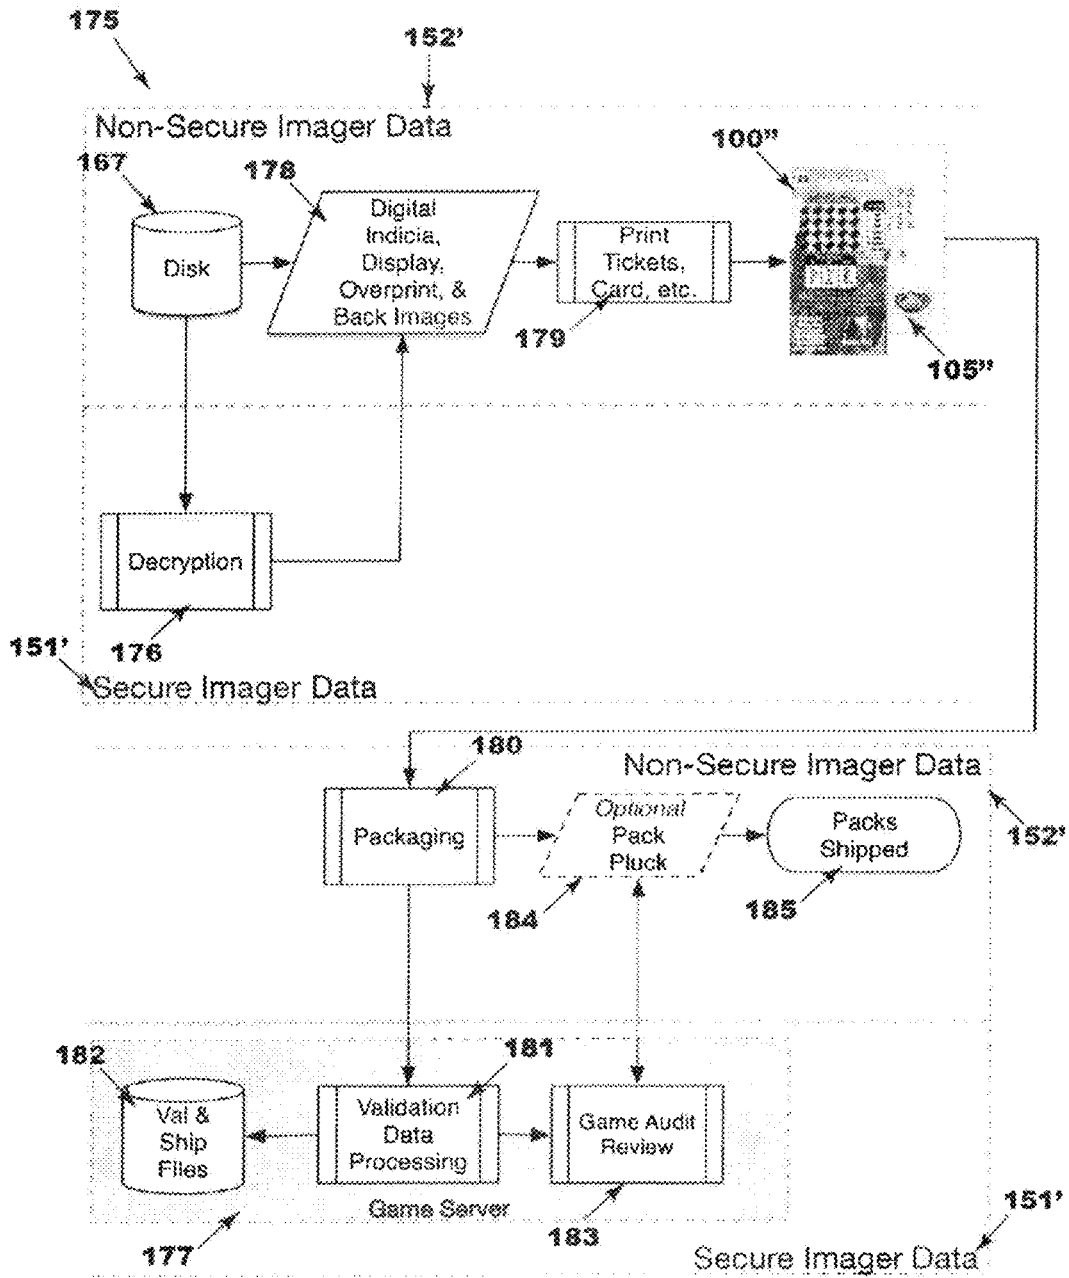 175
152'
Non-Secure Imager Data
167
178
100"
Disk
Digital
Indicia,
Display,
Overprint, &
Back Images
Print
Tickets,
Card, etc.
179
105"
Decryption
176
151'
Secure Imager Data
180
Non-Secure Imager Data
Packaging
Optional
Pack
Pluck
Packs
Shipped
152'
184
185
182
181
Val &
Ship
Files
Validation
Data
Processing
Game Audit
Review
Game Server
177
183
151'
Secure Imager Data